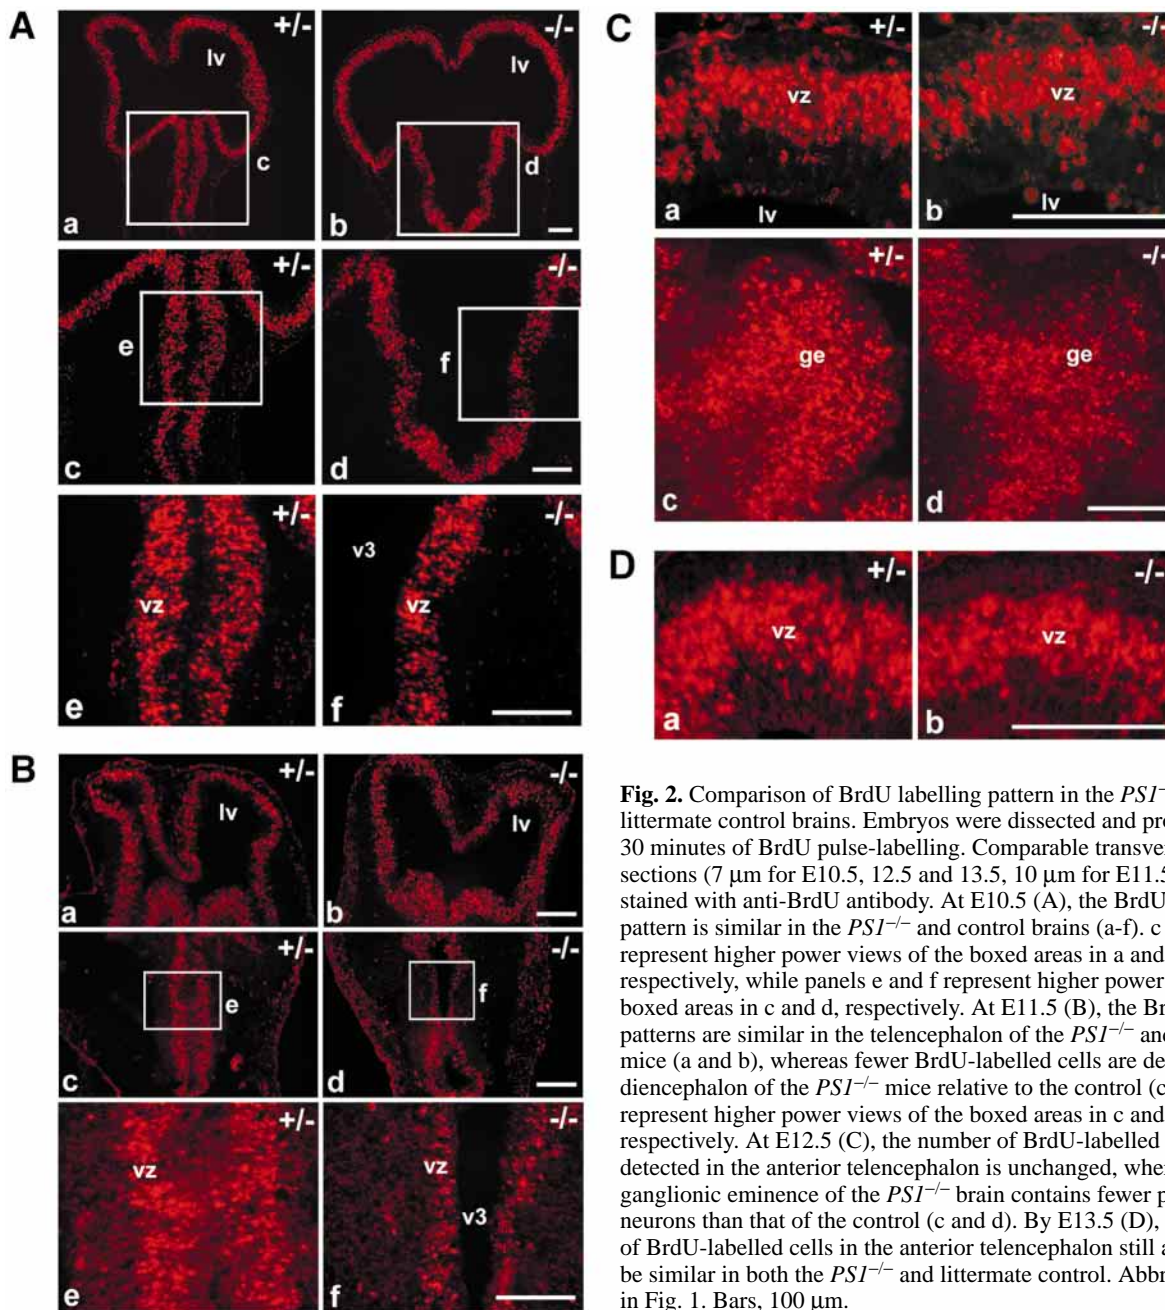 A
+/-
lv
c
a
-/-
lv
d
b
+/-
e
c
-/-
f
d
+/-
vz
e
-/-
v3
vz
f
B
+/-
lv
a
-/-
lv
b
+/-
e
c
-/-
f
d
+/-
vz
e
-/-
vz
v3
f
C
+/-
vz
lv
a
-/-
vz
lv
b
+/-
ge
c
-/-
ge
d
D
+/-
vz
a
-/-
vz
b
Fig. 2. Comparison of BrdU labelling pattern in the PS1⁻
littermate control brains. Embryos were dissected and
30 minutes of BrdU pulse-labelling. Comparable
sections (7 μm for E10.5, 12.5 and 13.5, 10 μm for E11.5
stained with anti-BrdU antibody. At E10.5 (A), the BrdU
pattern is similar in the PS1⁻/⁻ and control brains (a-f). c
represent higher power views of the boxed areas in a and
respectively, while panels e and f represent higher power
boxed areas in c and d, respectively. At E11.5 (B), the
patterns are similar in the telencephalon of the PS1⁻/⁻ and
mice (a and b), whereas fewer BrdU-labelled cells are
diencephalon of the PS1⁻/⁻ mice relative to the control (c
represent higher power views of the boxed areas in c and
respectively. At E12.5 (C), the number of BrdU-labelled
detected in the anterior telencephalon is unchanged,
ganglionic eminence of the PS1⁻/⁻ brain contains fewer
neurons than that of the control (c and d). By E13.5 (D),
of BrdU-labelled cells in the anterior telencephalon still
be similar in both the PS1⁻/⁻ and littermate control.
in Fig. 1. Bars, 100 μm.